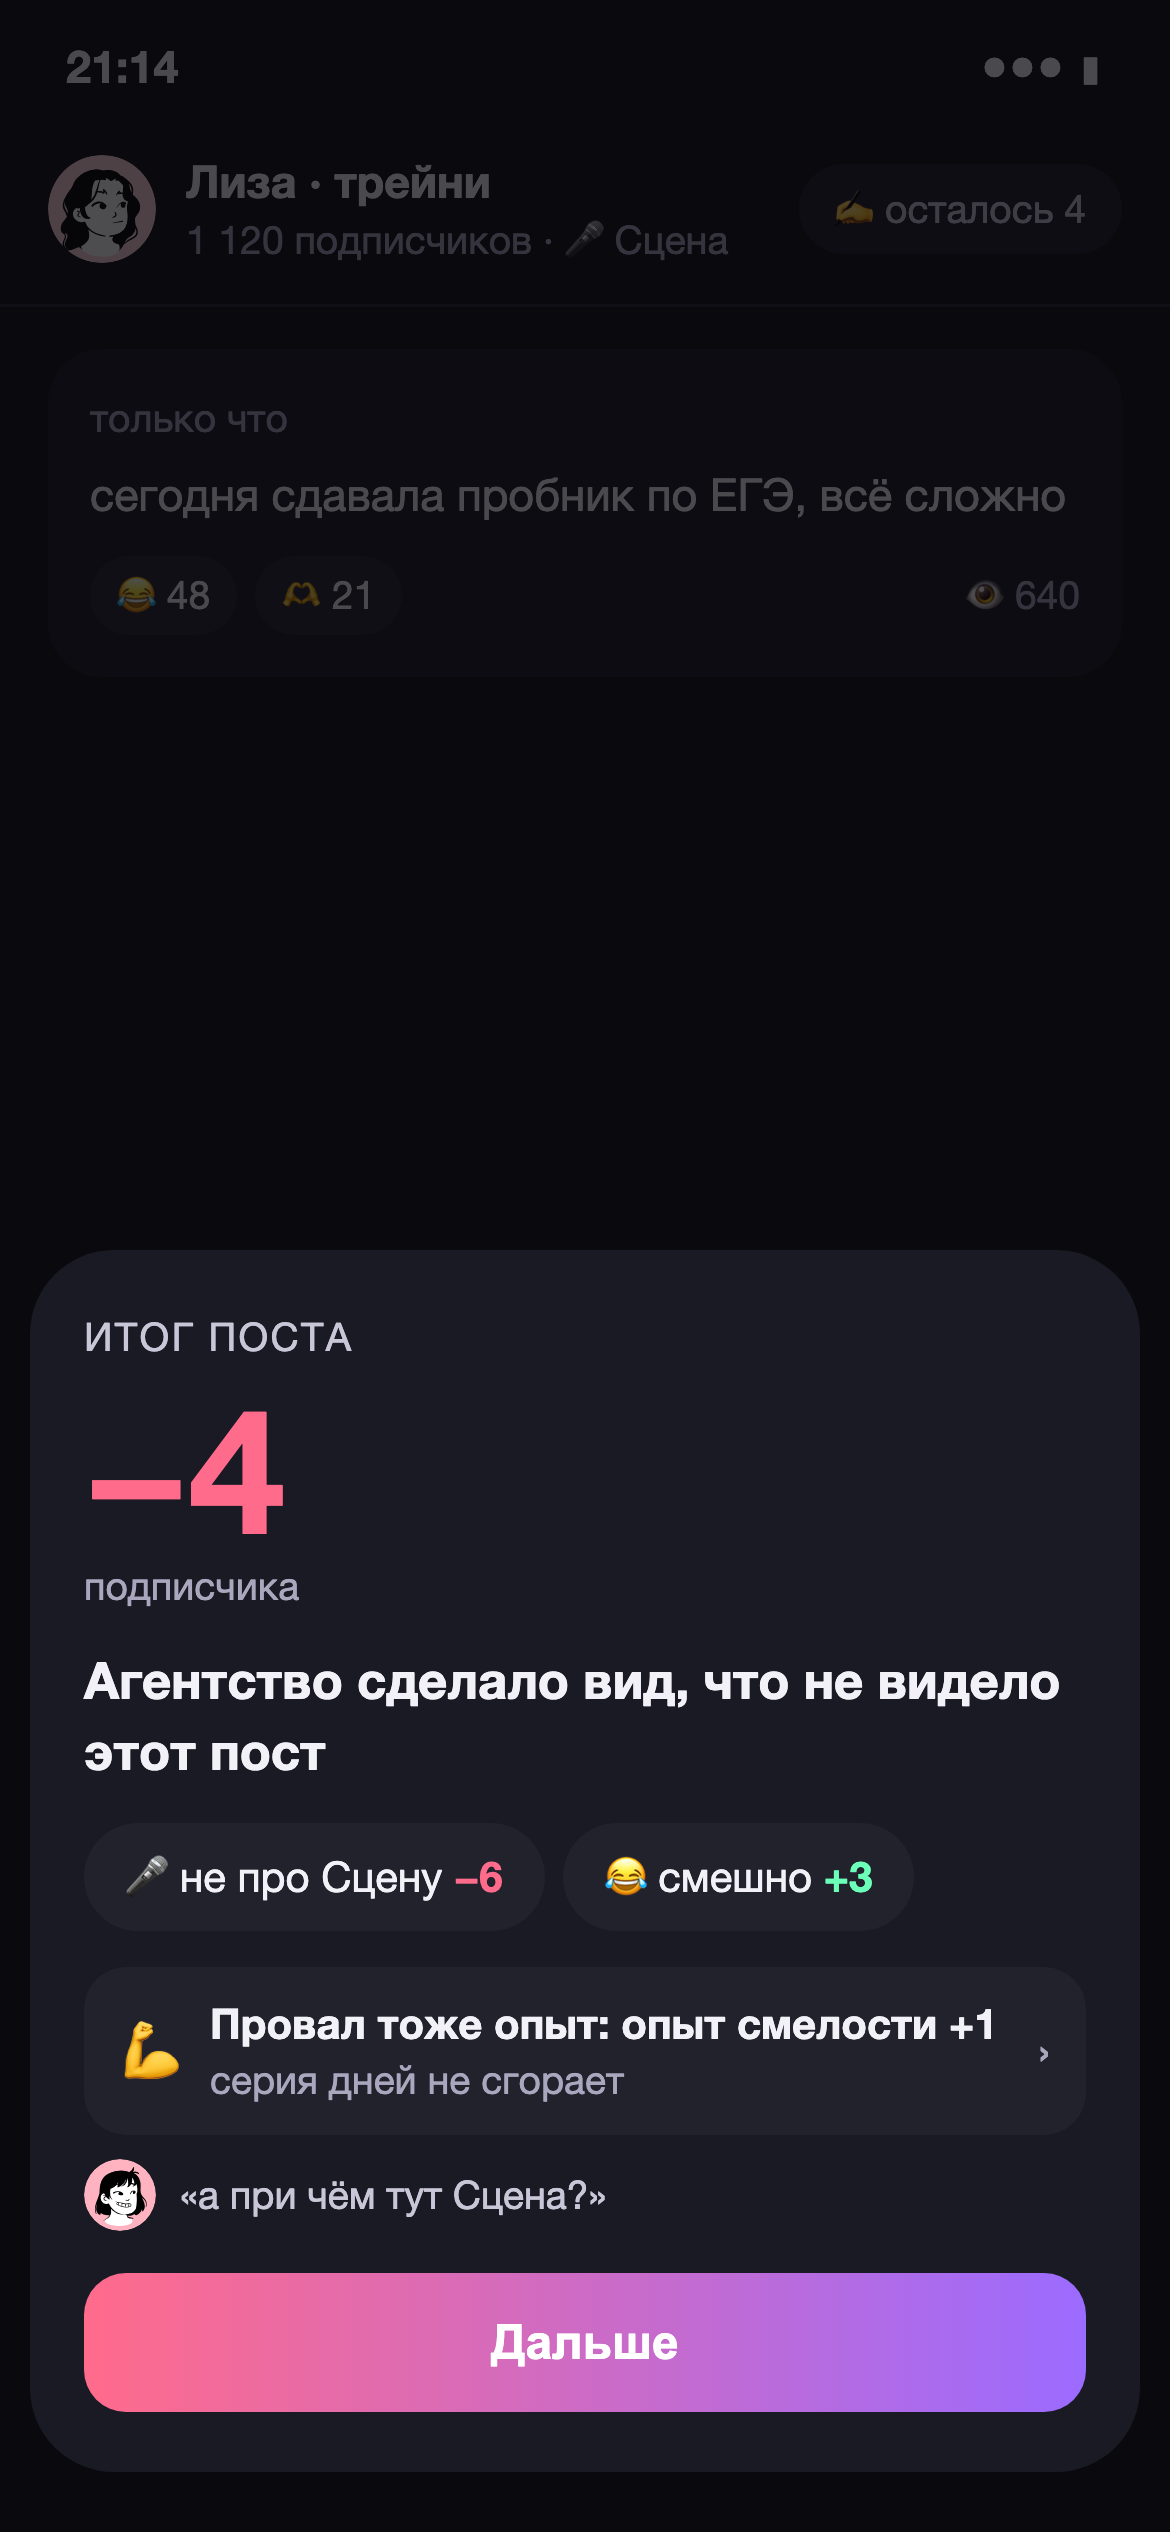 21:14
Лиза · трейни
1 120 подписчиков · 🎤 Сцена
✍️ осталось 4
только что
сегодня сдавала пробник по ЕГЭ, всё сложно
😂 48 🫶 21 👁 640
ИТОГ ПОСТА
–4
подписчика
Агентство сделало вид, что не видело
этот пост
🎤 не про Сцену –6 😂 смешно +3
💪 Провал тоже опыт: опыт смелости +1 ›
серия дней не сгорает
«а при чём тут Сцена?»
Дальше